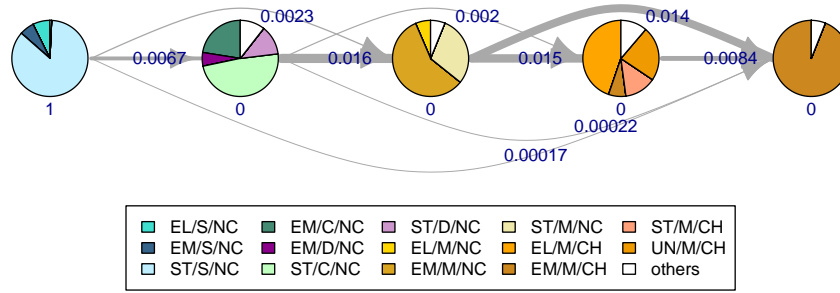 0.0023 0.002 0.014
0.0067 0.016 0.015 0.0084
1 0 0 0 0
0.00022
0.00017
EL/S/NC EM/C/NC ST/D/NC ST/M/NC ST/M/CH
EM/S/NC EM/D/NC EL/M/NC EL/M/CH UN/M/CH
ST/S/NC ST/C/NC EM/M/NC EM/M/CH others